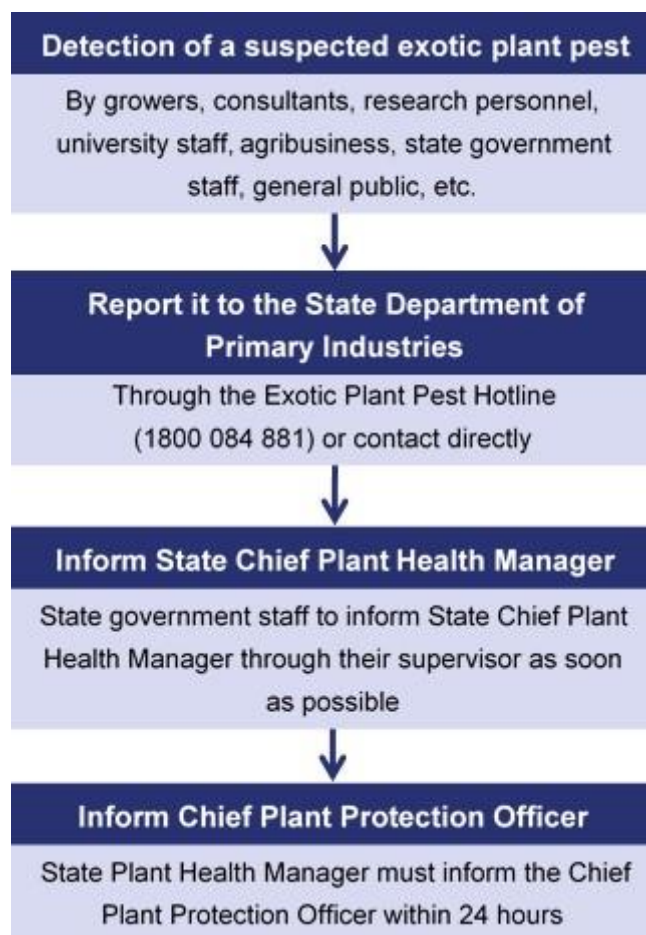 Detection of a suspected exotic plant pest
By growers, consultants, research personnel,
university staff, agribusiness, state government
staff, general public, etc.
Report it to the State Department of
Primary Industries
Through the Exotic Plant Pest Hotline
(1800 084 881) or contact directly
Inform State Chief Plant Health Manager
State government staff to inform State Chief Plant
Health Manager through their supervisor as soon
as possible
Inform Chief Plant Protection Officer
State Plant Health Manager must inform the Chief
Plant Protection Officer within 24 hours